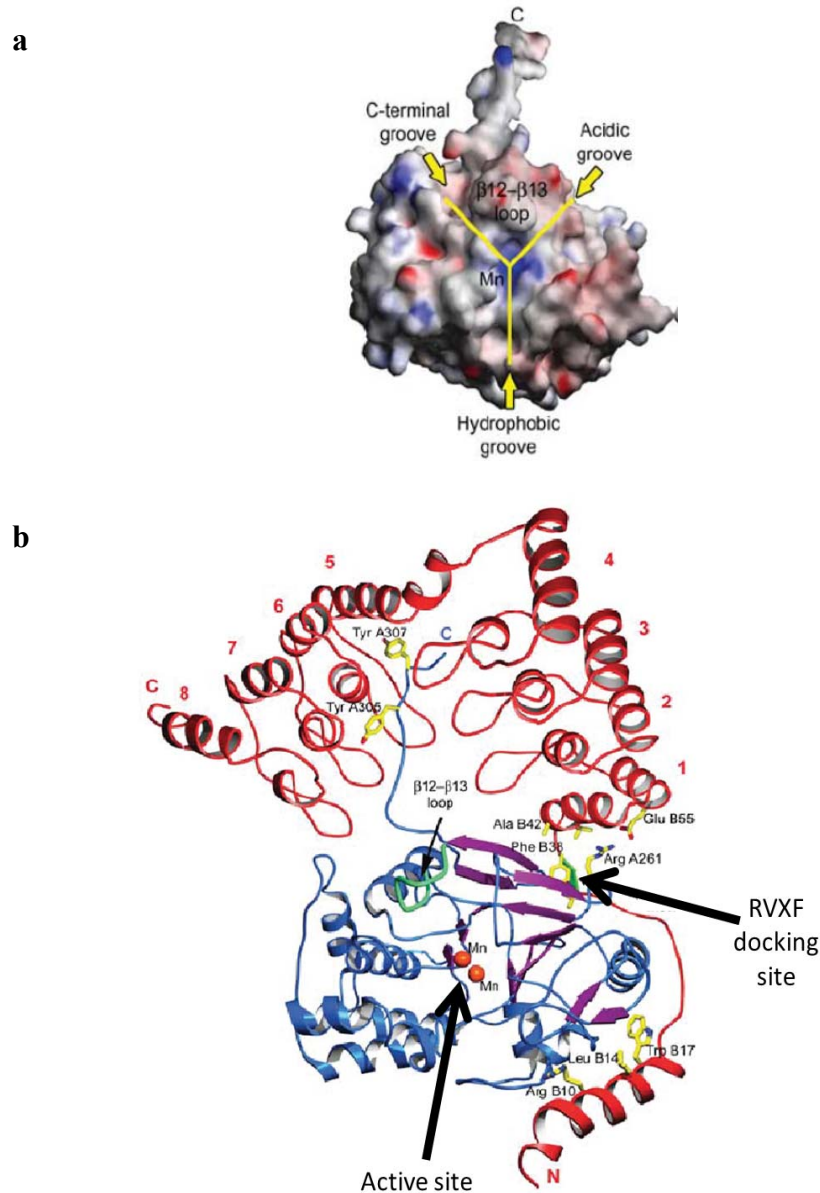 a
C
C-terminal
groove
Acidic
groove
β12–β13
loop
Mn
Hydrophobic
groove
b
5
4
6
Tyr A307
C
3
7
C
8
2
Tyr A305
1
β12–β13
loop
Ala B42
Glu B55
Phe B38
Arg A261
RVXF
docking
site
Mn
Mn
Leu B14
Trp B17
Arg B10
N
Active site